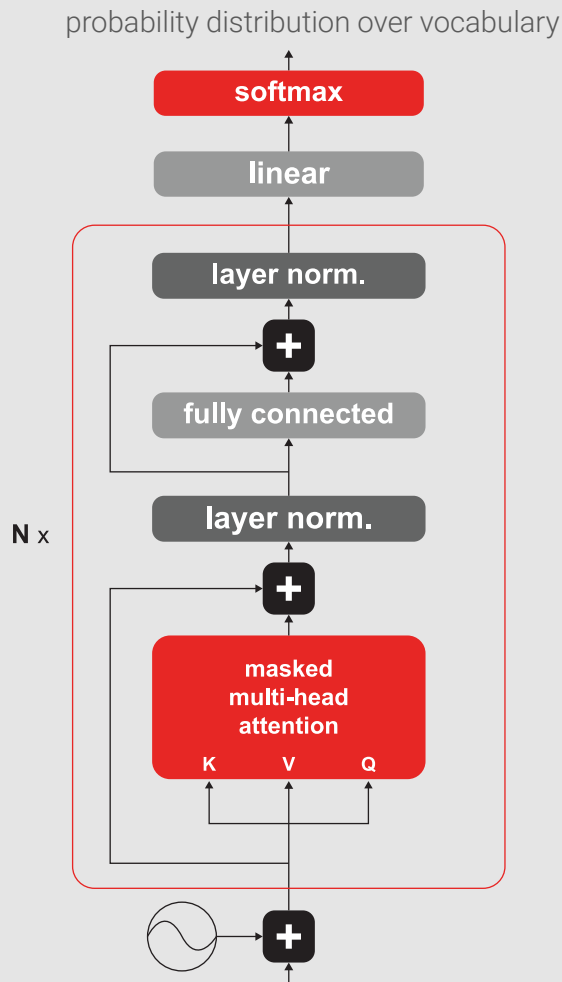 probability distribution over vocabulary
softmax
linear
layer norm.
+
fully connected
layer norm.
N x
+
masked
multi-head
attention
K V Q
+